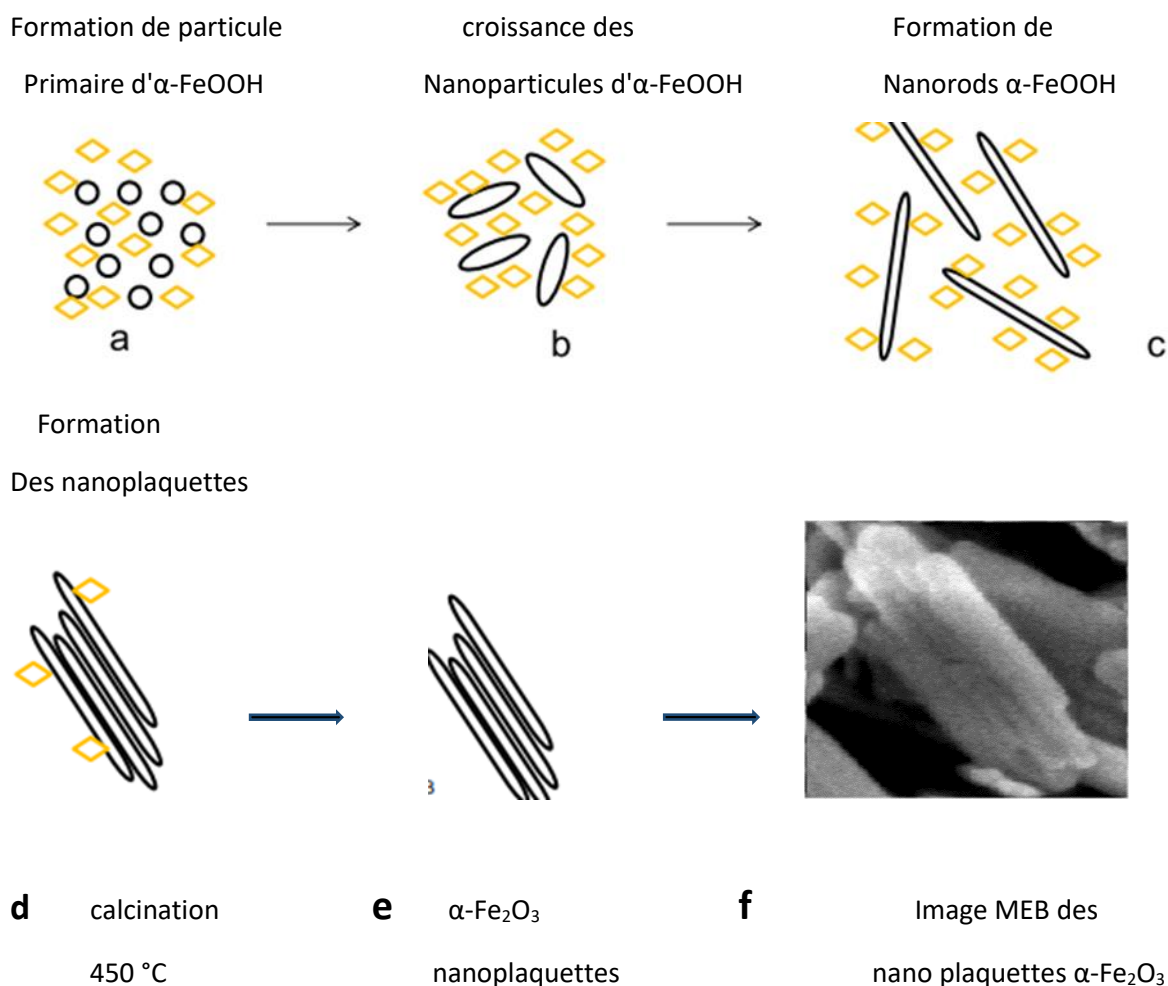 Formation de particule croissance des Formation de
Primaire d'α-FeOOH Nanoparticules d'α-FeOOH Nanorods α-FeOOH
a b c
Formation
Des nanoplaquettes
d calcination e α-Fe₂O₃ f Image MEB des
450 °C nanoplaquettes nano plaquettes α-Fe₂O₃